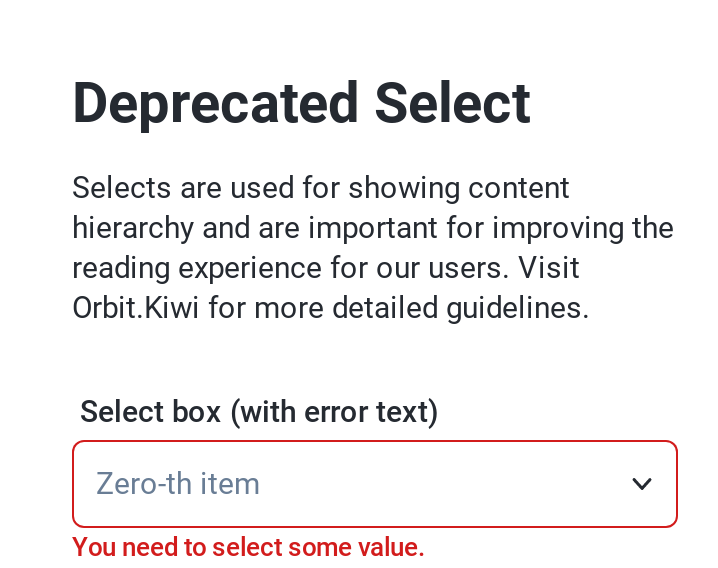 Deprecated Select
Selects are used for showing content
hierarchy and are important for improving the
reading experience for our users. Visit
Orbit.Kiwi for more detailed guidelines.
Select box (with error text)
Zero-th item
You need to select some value.